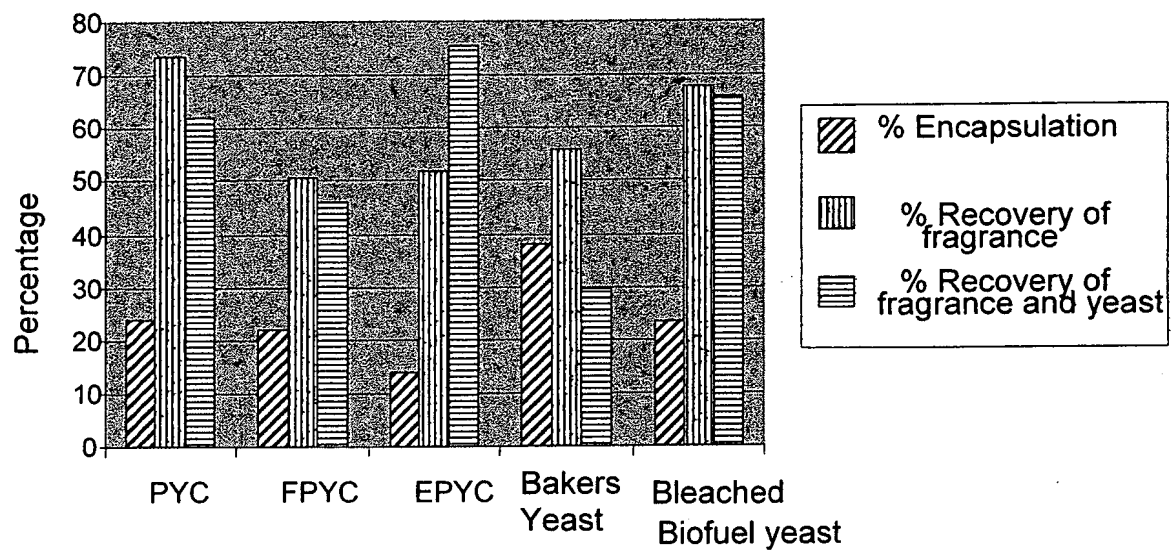 80
70
60
50
40
30
20
10
0
Percentage
PYC
FPYC
EPYC
Bakers
Yeast
Bleached
Biofuel yeast
% Encapsulation
% Recovery of
fragrance
% Recovery of
fragrance and yeast